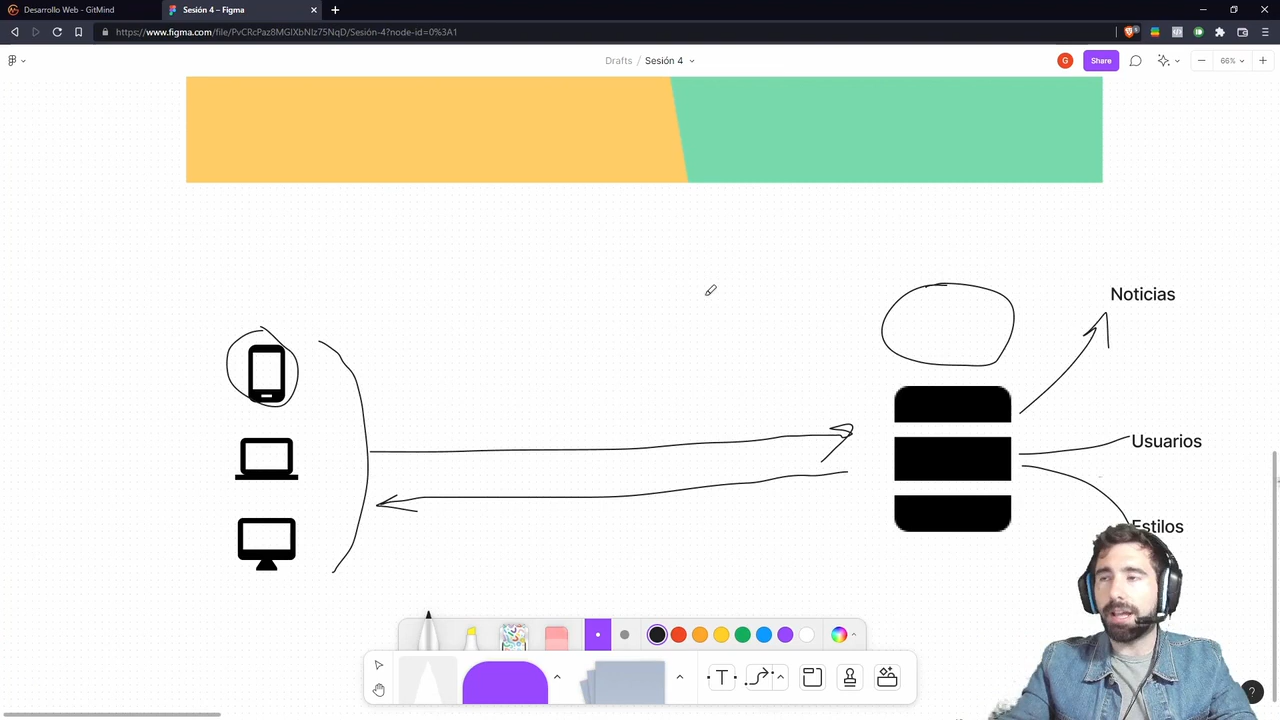 Desarrollo Web - GitMind
Sesión 4 – Figma
https://www.figma.com/file/PvCRcPaz8MGIXbNIz75NqD/Sesión-4?node-id=0%3A1
Drafts / Sesión 4
G
Share
66%
Noticias
Usuarios
Estilos
T
?